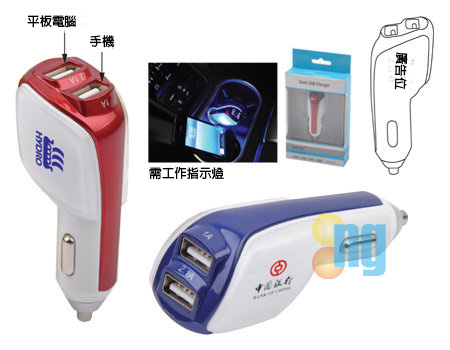 平板電腦
手機
2.1A
1A
HYDRO
需工作指示燈
Dual USB Charger
廣告位
1A
2.1A
中国银行
BANK OF CHINA
ng